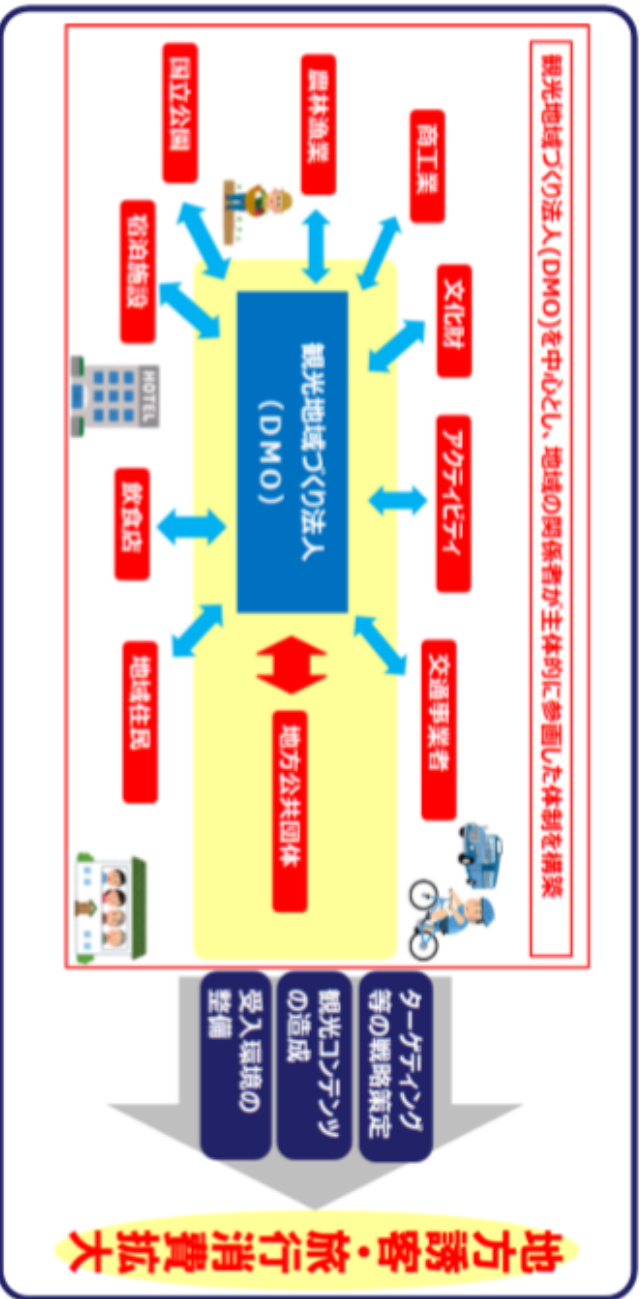 観光地域づくり法人(DMO)を中心とし、地域の関係者が主体的に参画した体制を構築
商工業
文化財
アクティビティ
交通事業者
農林漁業
国立公園
宿泊施設
HOTEL
飲食店
地域住民
観光地域づくり法人
(DMO)
地方公共団体
ターゲティング
等の戦略策定
観光コンテンツ
の造成
受入環境の
整備
地方誘客・旅行消費拡大